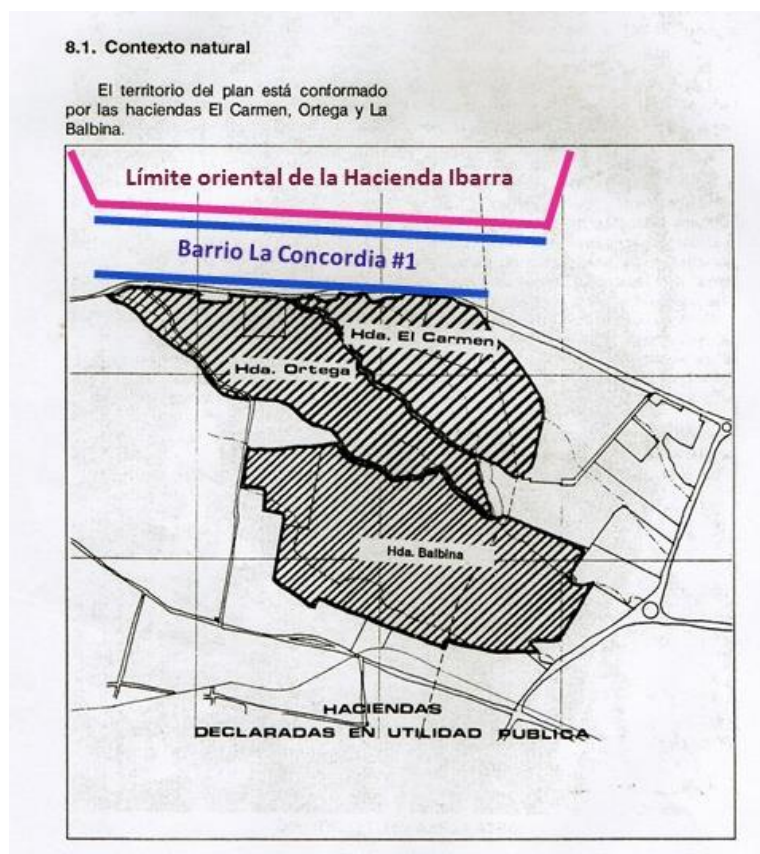 8.1. Contexto natural
El territorio del plan está conformado
por las haciendas El Carmen, Ortega y La
Balbina.
Límite oriental de la Hacienda Ibarra
Barrio La Concordia #1
Hda. El Carmen
Hda. Ortega
Hda. Balbina
HACIENDAS
DECLARADAS EN UTILIDAD PUBLICA